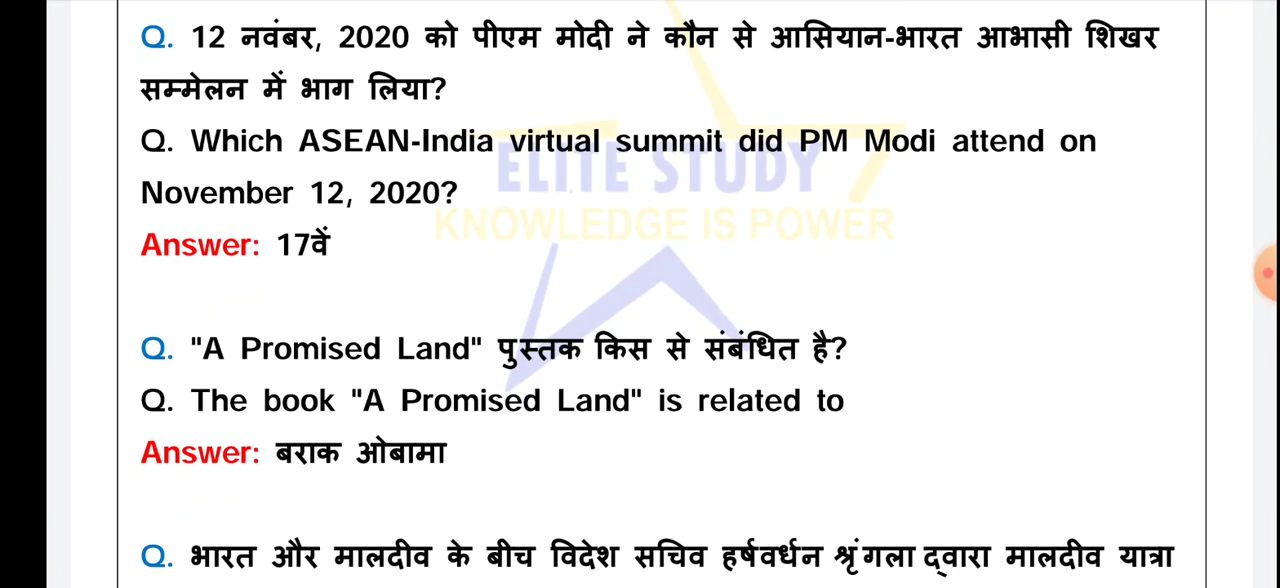 Q. 12 नवंबर, 2020 को पीएम मोदी ने कौन से आसियान-भारत आभासी शिखर
सम्मेलन में भाग लिया?
Q. Which ASEAN-India virtual summit did PM Modi attend on
November 12, 2020?
ELITE STUDY
KNOWLEDGE IS POWER
Answer: 17वें
Q. "A Promised Land" पुस्तक किस से संबंधित है?
Q. The book "A Promised Land" is related to
Answer: बराक ओबामा
Q. भारत और मालदीव के बीच विदेश सचिव हर्षवर्धन श्रृंगला द्वारा मालदीव यात्रा